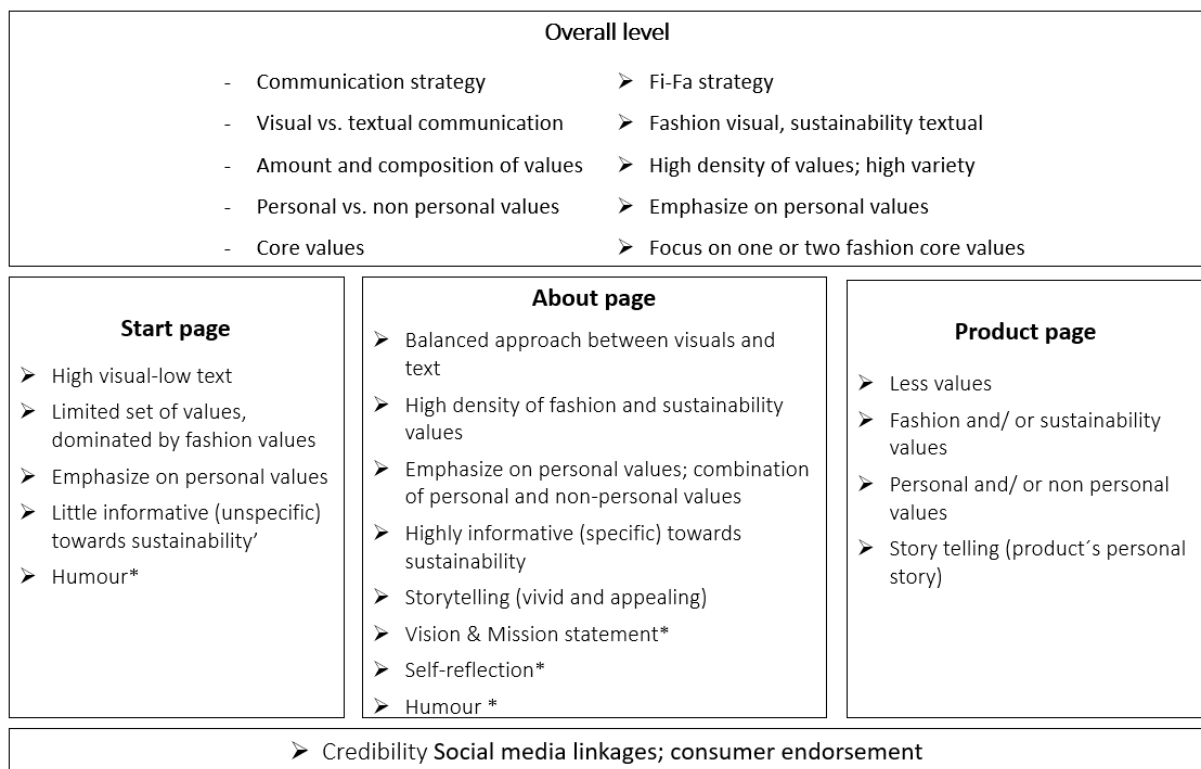 Overall level
- Communication strategy
➤ Fi-Fa strategy
- Visual vs. textual communication
➤ Fashion visual, sustainability textual
- Amount and composition of values
➤ High density of values; high variety
- Personal vs. non personal values
➤ Emphasize on personal values
- Core values
➤ Focus on one or two fashion core values
Start page
➤ High visual-low text
➤ Limited set of values,
dominated by fashion values
➤ Emphasize on personal values
➤ Little informative (unspecific)
towards sustainability’
➤ Humour*
About page
➤ Balanced approach between visuals and
text
➤ High density of fashion and sustainability
values
➤ Emphasize on personal values; combination
of personal and non-personal values
➤ Highly informative (specific) towards
sustainability
➤ Storytelling (vivid and appealing)
➤ Vision & Mission statement*
➤ Self-reflection*
➤ Humour *
Product page
➤ Less values
➤ Fashion and/ or sustainability
values
➤ Personal and/ or non personal
values
➤ Story telling (product´s personal
story)
➤ Credibility Social media linkages; consumer endorsement